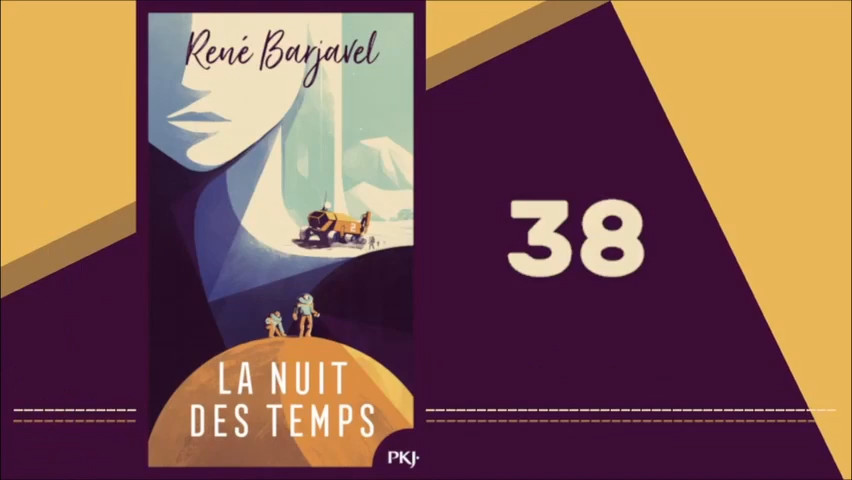 René Barjavel
38
LA NUIT
DES TEMPS
PKJ·